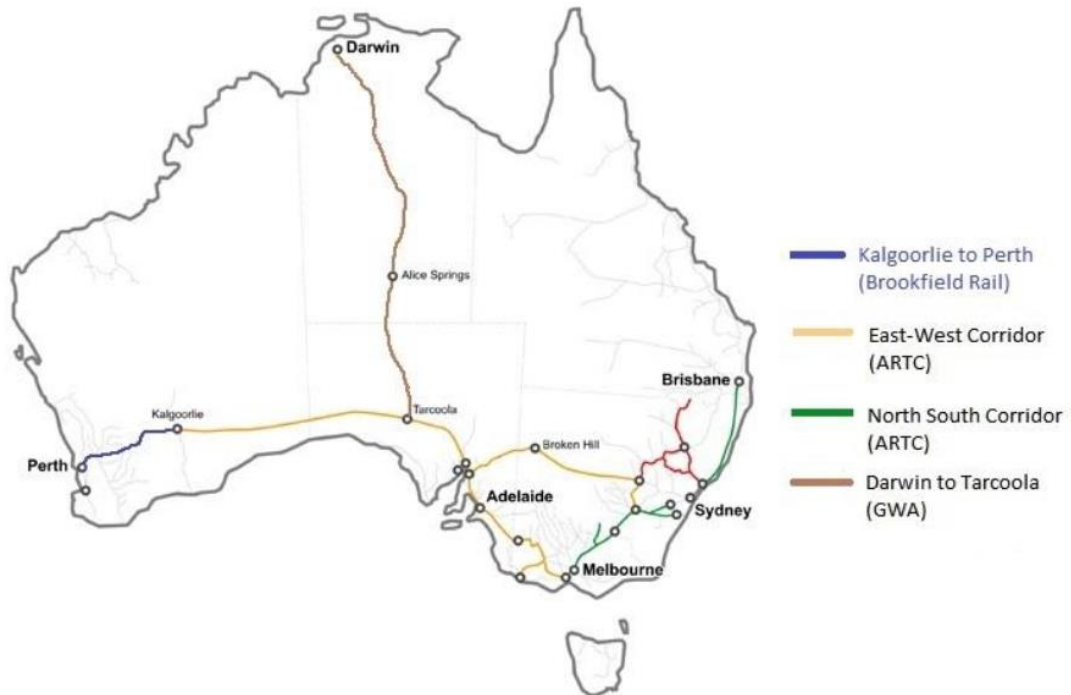 Darwin
Alice Springs
Kalgoorlie to Perth
(Brookfield Rail)
East-West Corridor
(ARTC)
Brisbane
Kalgoorlie
Tarcoola
North South Corridor
(ARTC)
Broken Hill
Perth
Adelaide
Sydney
Darwin to Tarcoola
(GWA)
Melbourne